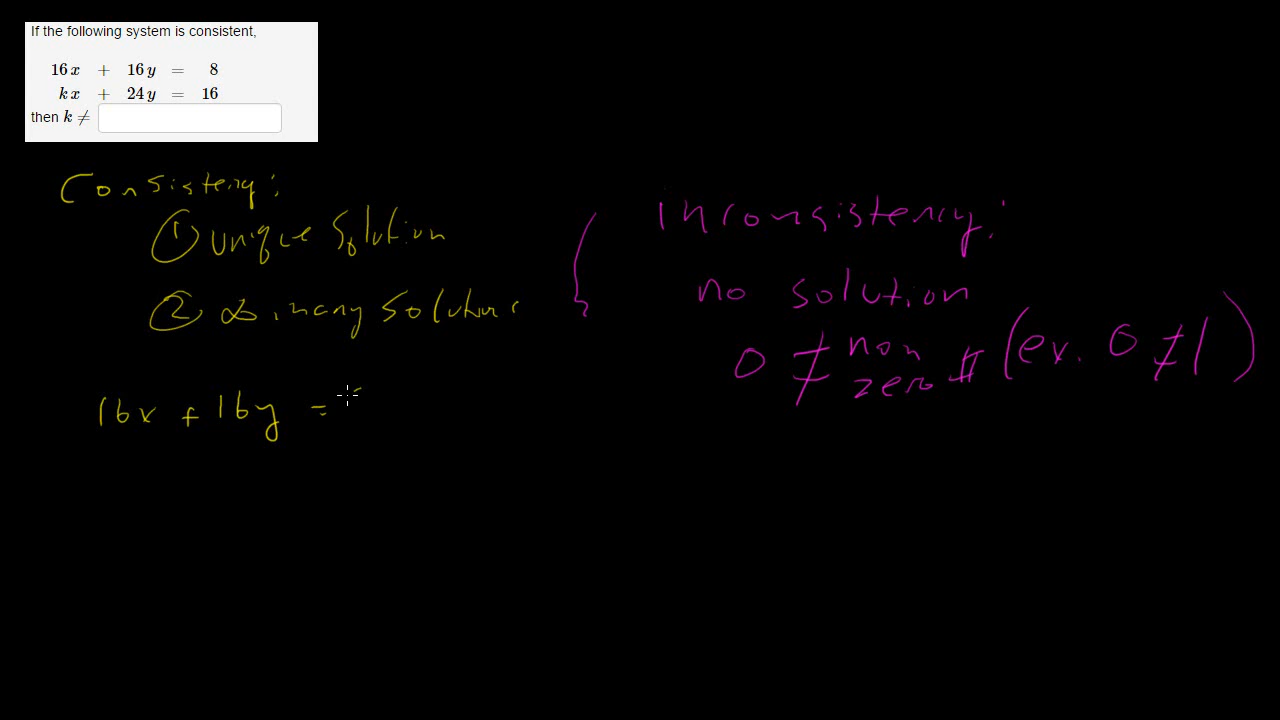 If the following system is consistent,
16x + 16y = 8
kx + 24y = 16
then k ≠
Consistency:
① unique solution
② ∞ many solutions
inconsistency:
no solution
0 ≠ non zero # (ex. 0 ≠ 1)
16x + 16y =